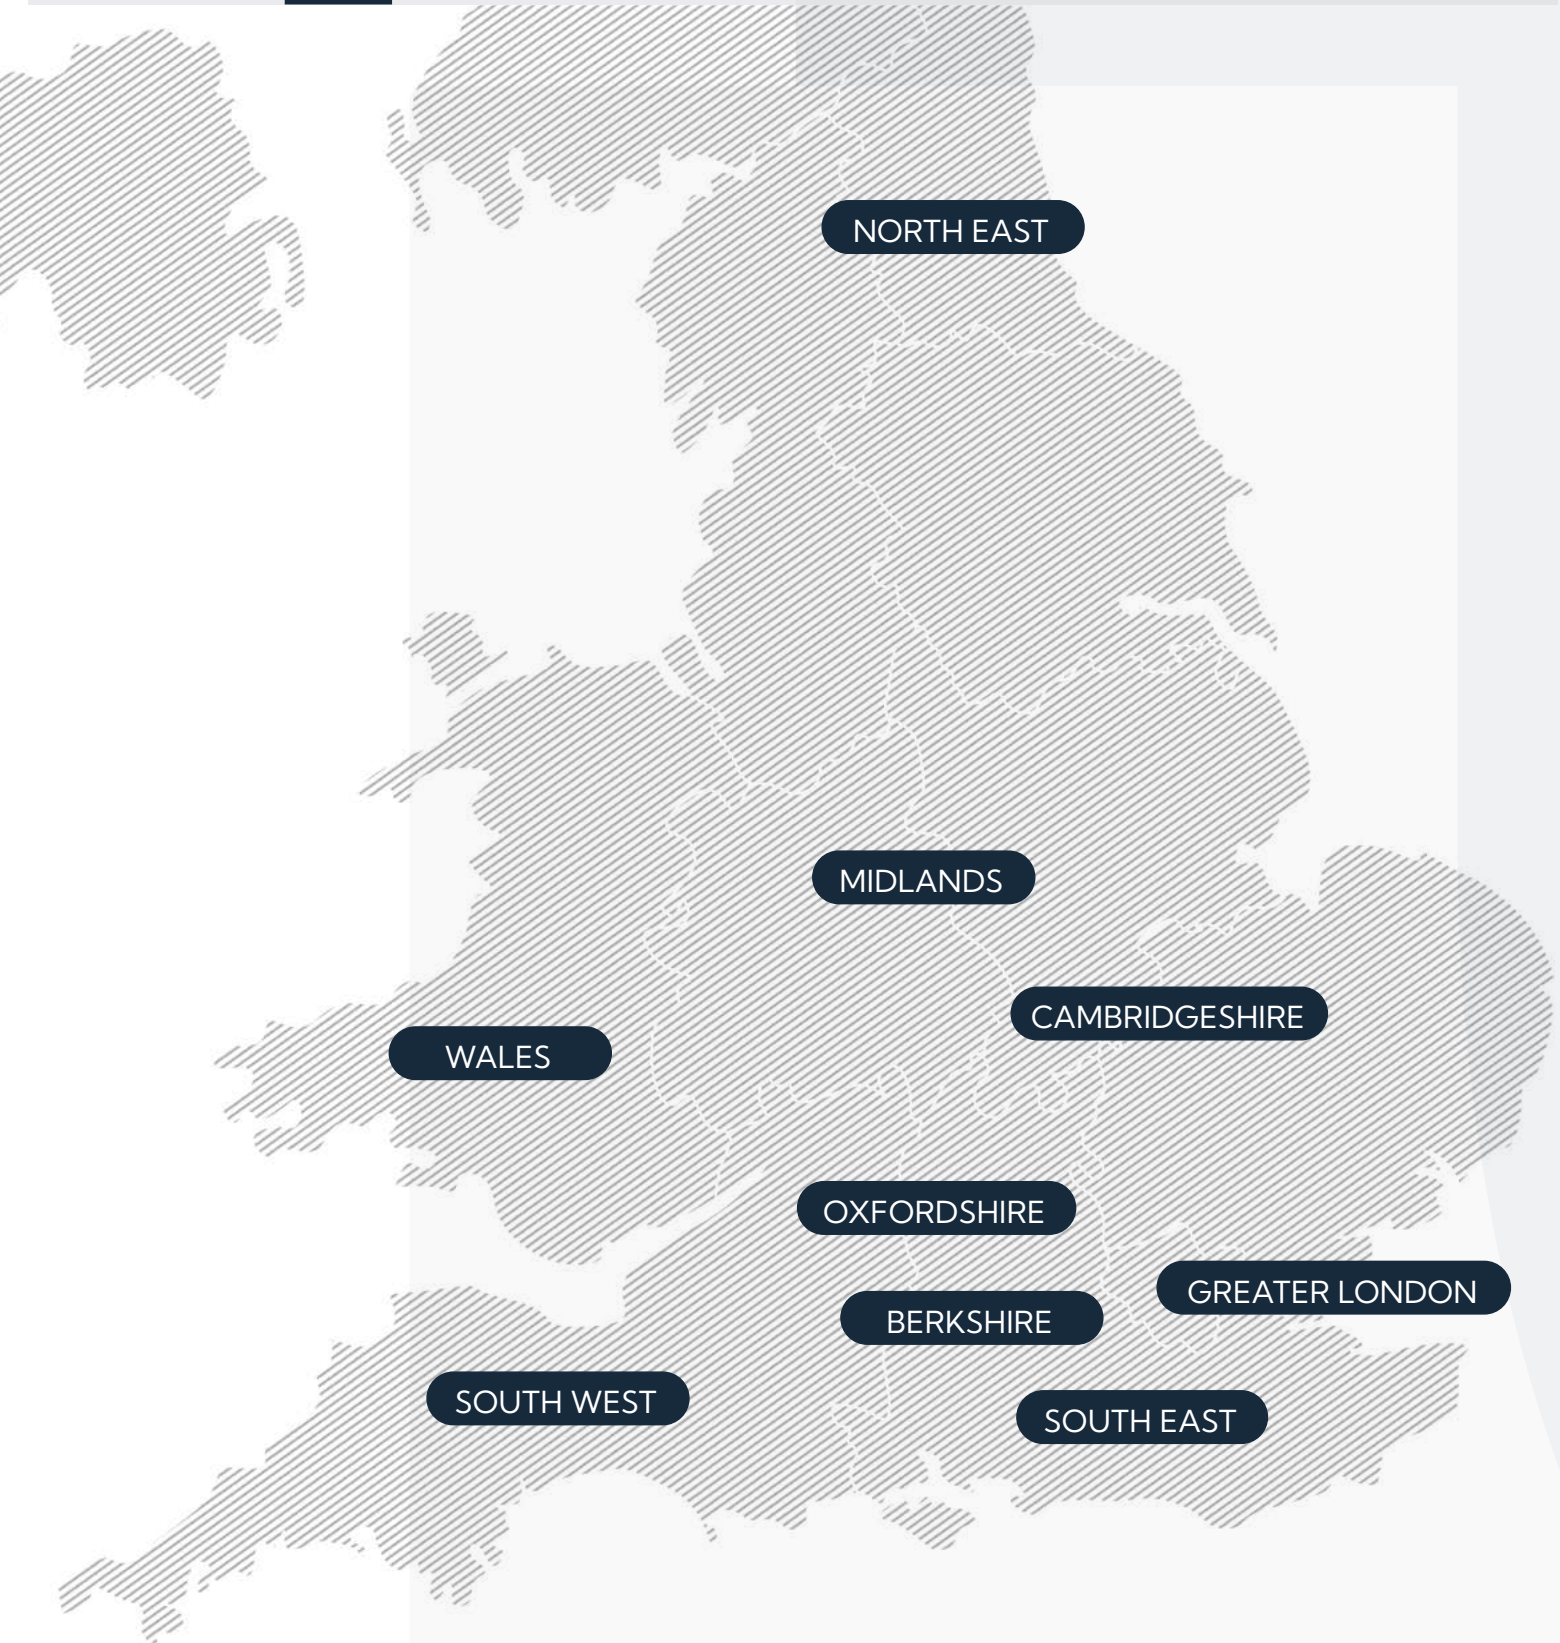 NORTH EAST
MIDLANDS
CAMBRIDGESHIRE
WALES
OXFORDSHIRE
GREATER LONDON
BERKSHIRE
SOUTH WEST
SOUTH EAST